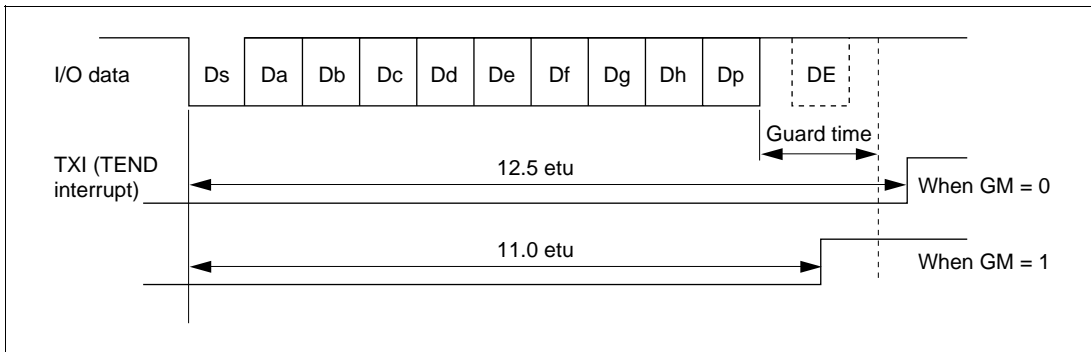 I/O data
Ds Da Db Dc Dd De Df Dg Dh Dp DE
Guard time
TXI (TEND
interrupt)
12.5 etu
When GM = 0
11.0 etu
When GM = 1